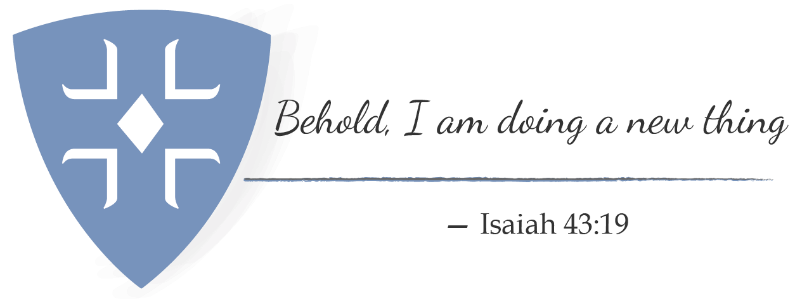 Behold, I am doing a new thing
— Isaiah 43:19